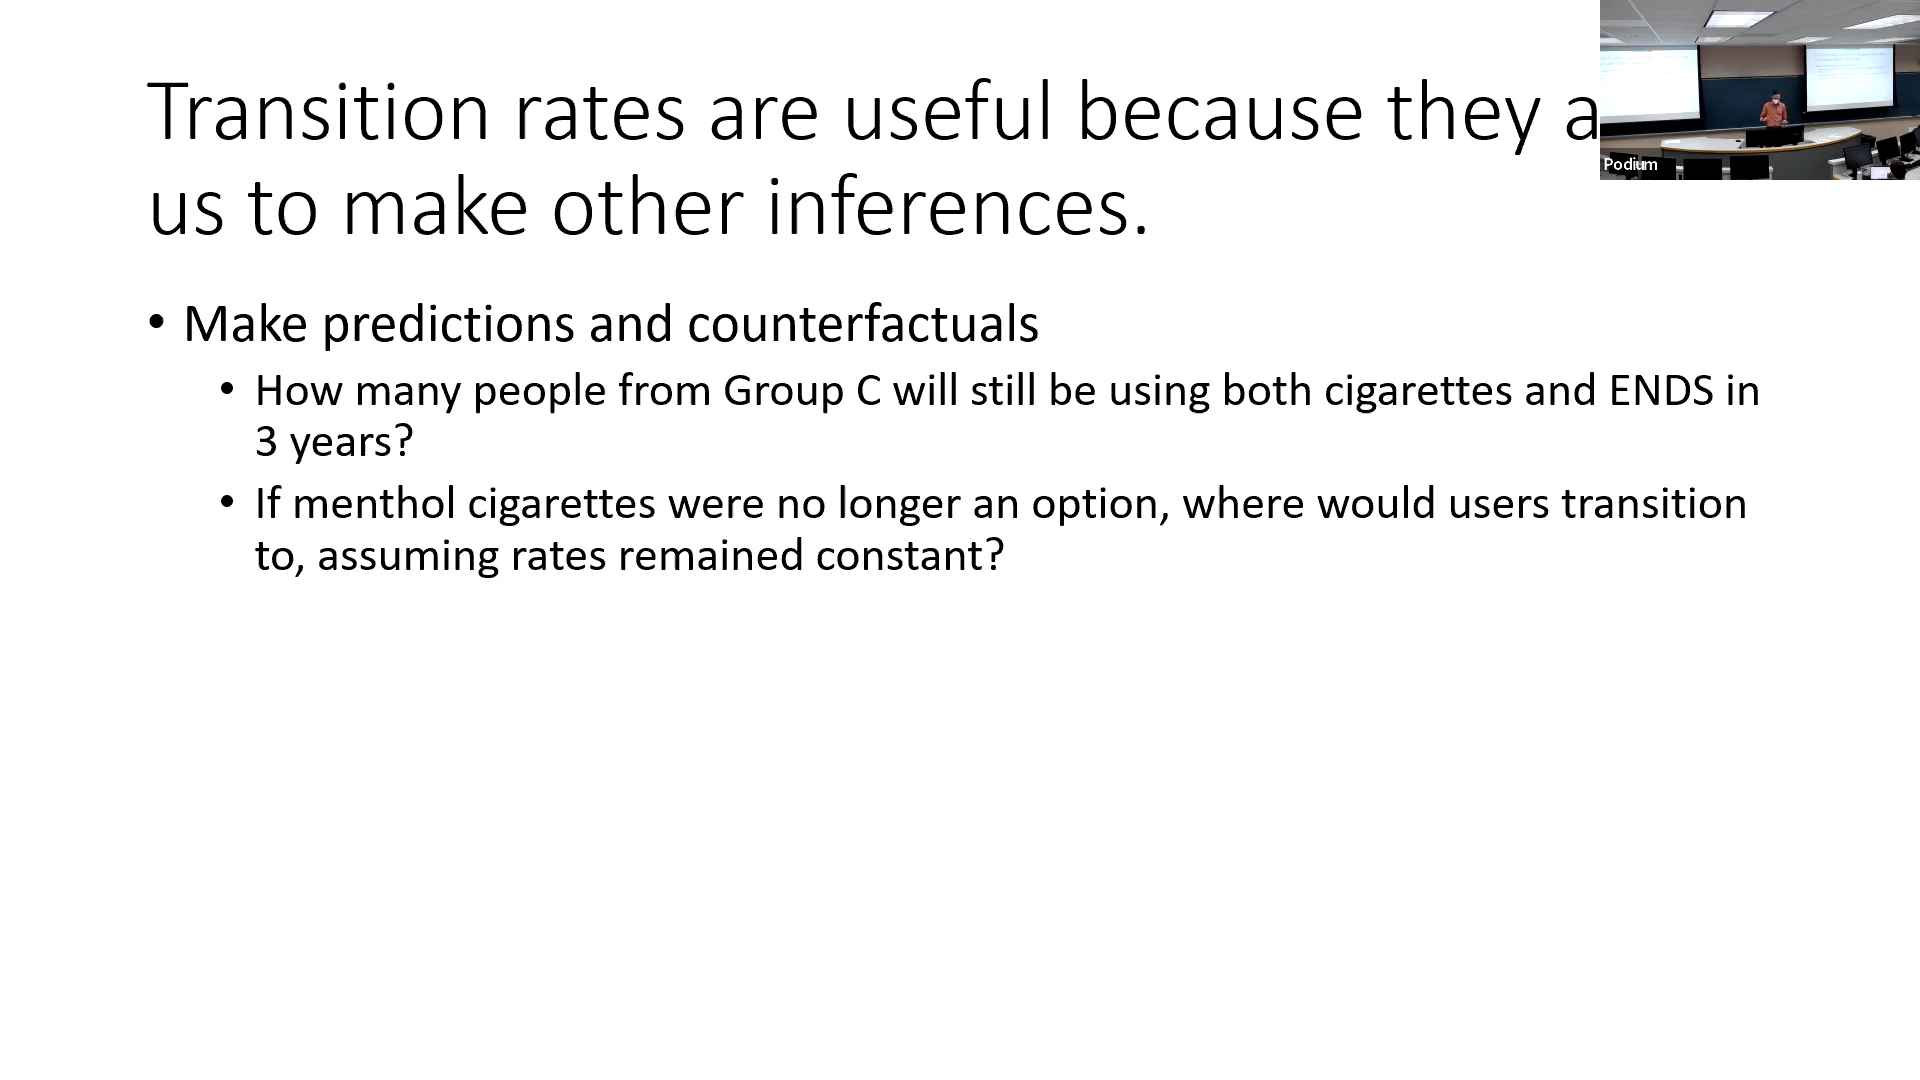 Transition rates are useful because they a
us to make other inferences.
• Make predictions and counterfactuals
• How many people from Group C will still be using both cigarettes and ENDS in
3 years?
• If menthol cigarettes were no longer an option, where would users transition
to, assuming rates remained constant?
Podium